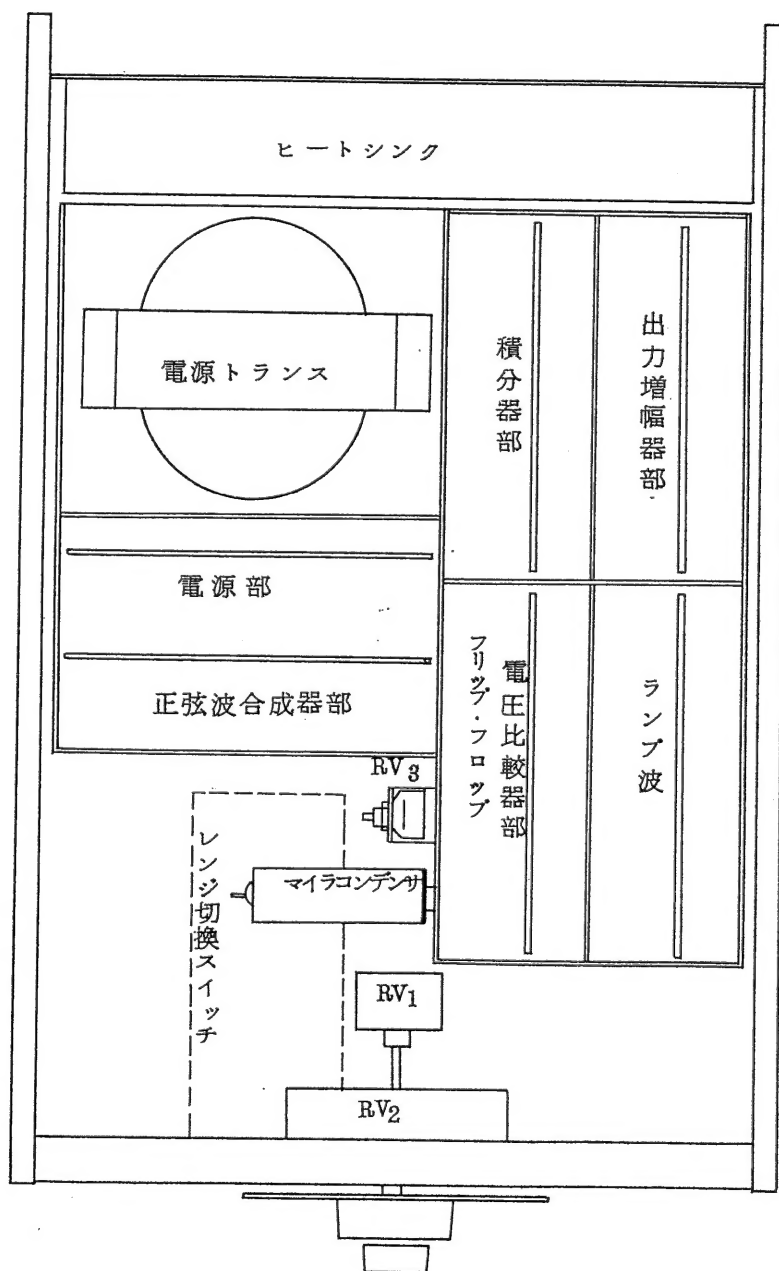 ヒートシンク
電源トランス
積分器部
出力増幅器部
電源部
正弦波合成器部
フリップ・フロップ
電圧比較器部
ランプ波
RV3
レンジ切換スイッチ
マイラコンデンサ
RV1
RV2